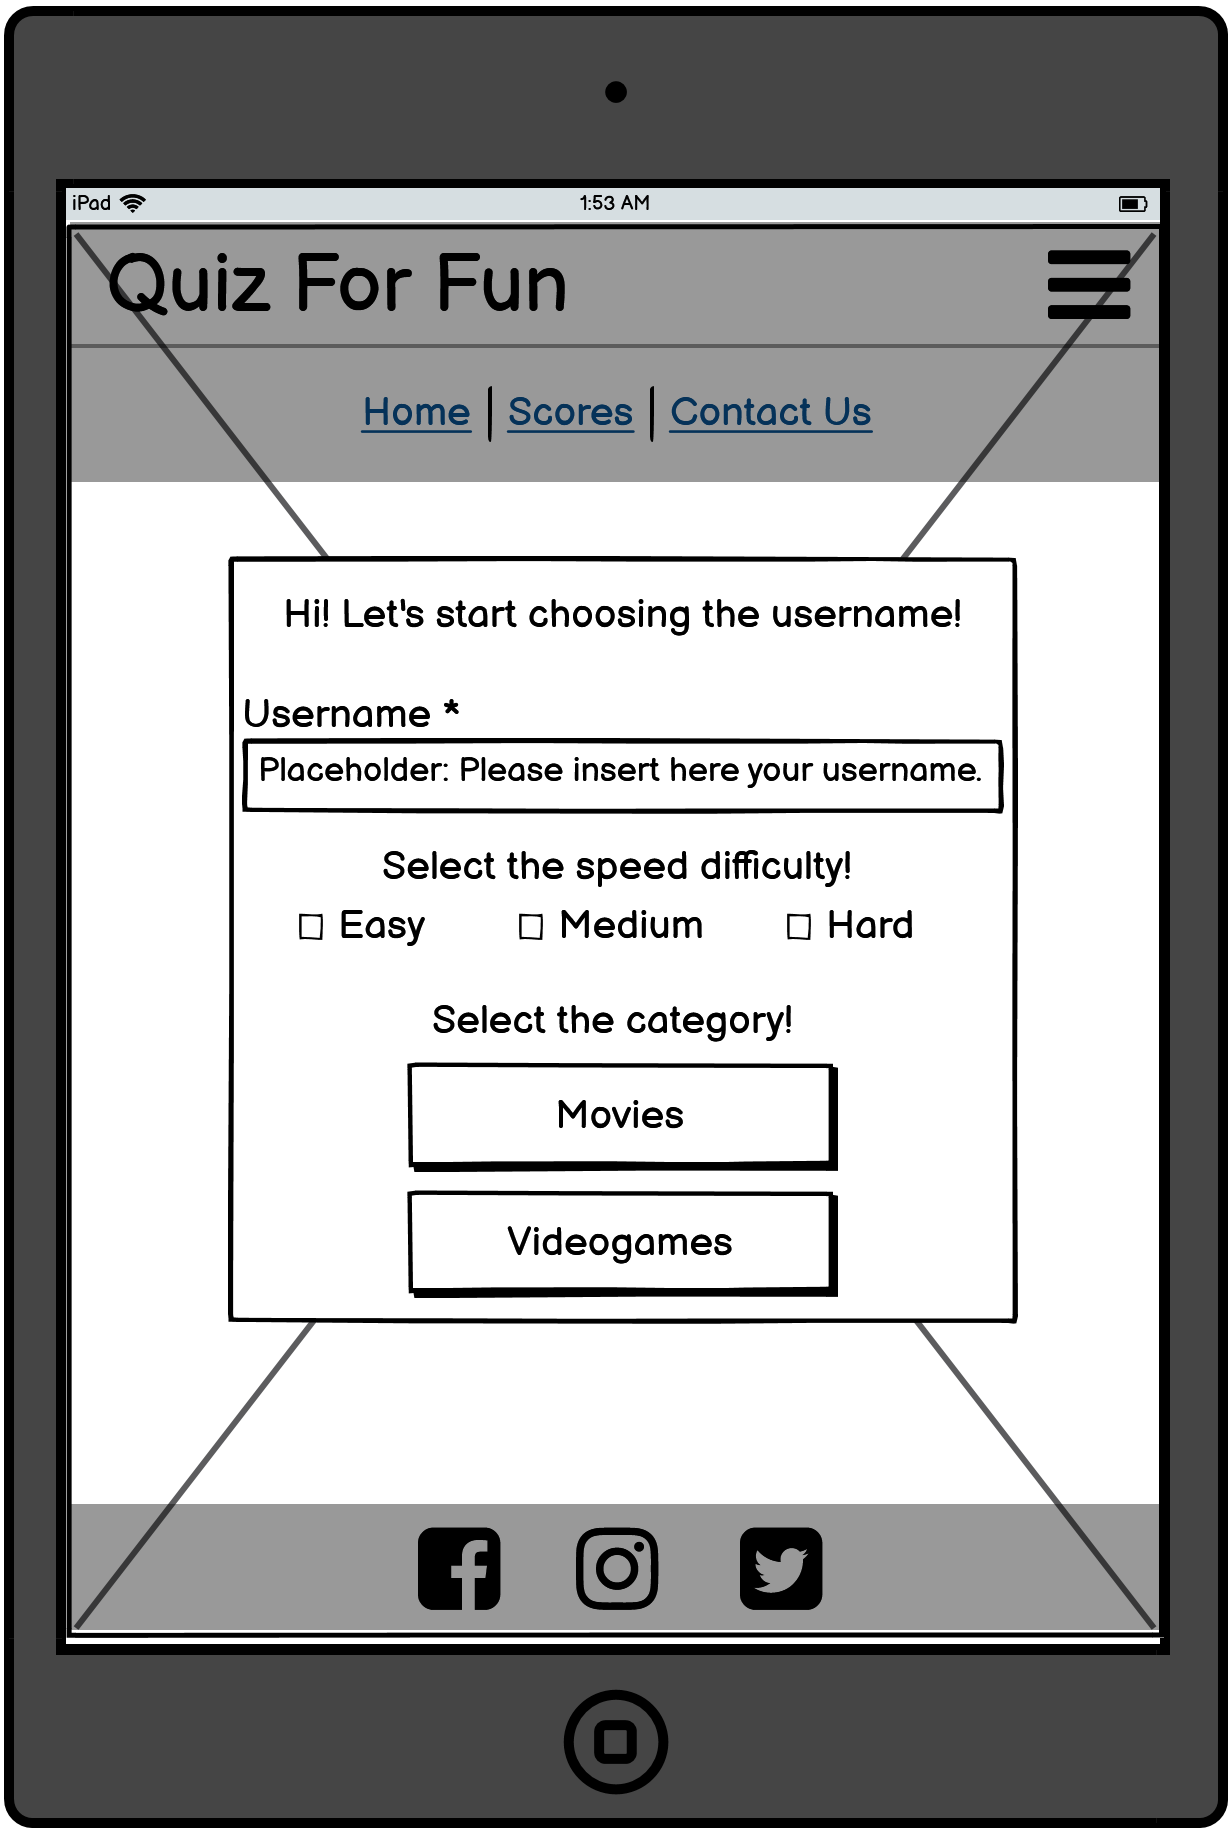 iPad 1:53 AM
Quiz For Fun
Home Scores Contact Us
Hi! Let's start choosing the username!
Username *
Placeholder: Please insert here your username.
Select the speed difficulty!
Easy Medium Hard
Select the category!
Movies
Videogames